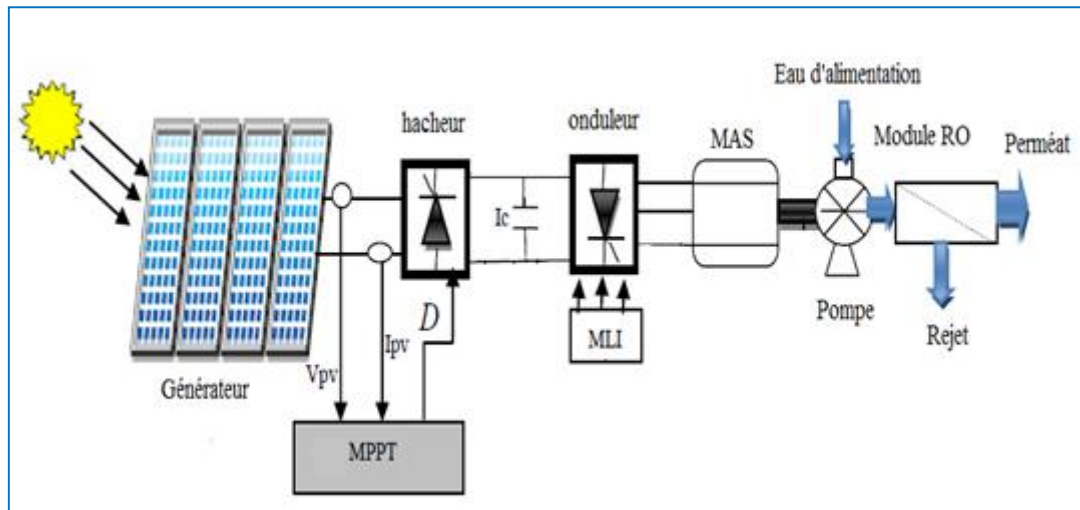 Eau d'alimentation
hacheur
onduleur
MAS
Module RO
Perméat
Ic
D
Ipv
Vpv
MLI
Pompe
Rejet
Générateur
MPPT